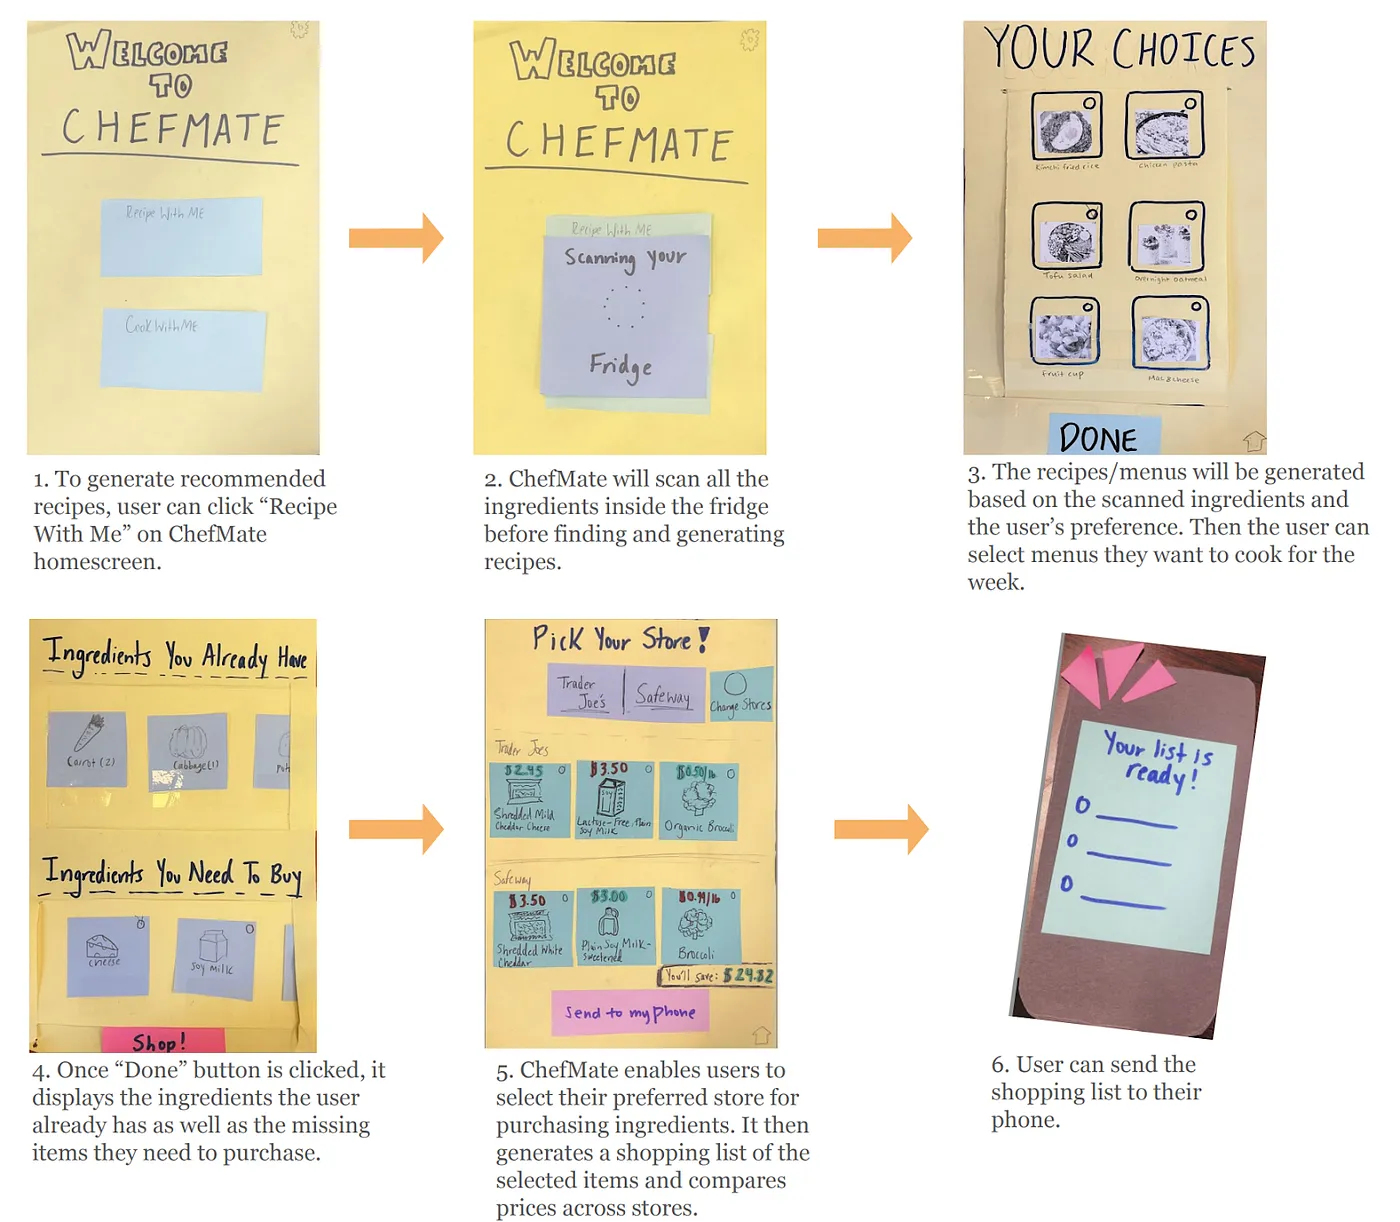 WELCOME
TO
CHEFMATE
Recipe With ME
Cook With ME
1. To generate recommended
recipes, user can click “Recipe
With Me” on ChefMate
homescreen.
WELCOME
TO
CHEFMATE
Recipe With ME
Scanning Your
Fridge
2. ChefMate will scan all the
ingredients inside the fridge
before finding and generating
recipes.
YOUR CHOICES
Kimchi fried rice
Chicken pasta
Tofu salad
Overnight oatmeal
Fruit cup
Mac & cheese
DONE
3. The recipes/menus will be generated
based on the scanned ingredients and
the user’s preference. Then the user can
select menus they want to cook for the
week.
Ingredients You Already Have
Carrot (2)
Cabbage (1)
Ingredients You Need To Buy
cheese
Soy Milk
Shop!
4. Once “Done” button is clicked, it
displays the ingredients the user
already has as well as the missing
items they need to purchase.
Pick Your Store!
Trader
Joe's
Safeway
Change Stores
Trader Joes
$2.45
Shredded Mild
Cheddar Cheese
$3.50
SOY
Lactose-Free, Plain
Soy Milk
$0.50/lb
Organic Broccoli
Safeway
$3.50
Shredded White
Cheddar
$3.00
Plain Soy Milk-
sweetened
$0.99/lb
Broccoli
You'll save: $24.82
Send to my phone
5. ChefMate enables users to
select their preferred store for
purchasing ingredients. It then
generates a shopping list of the
selected items and compares
prices across stores.
Your list is
ready!
6. User can send the
shopping list to their
phone.